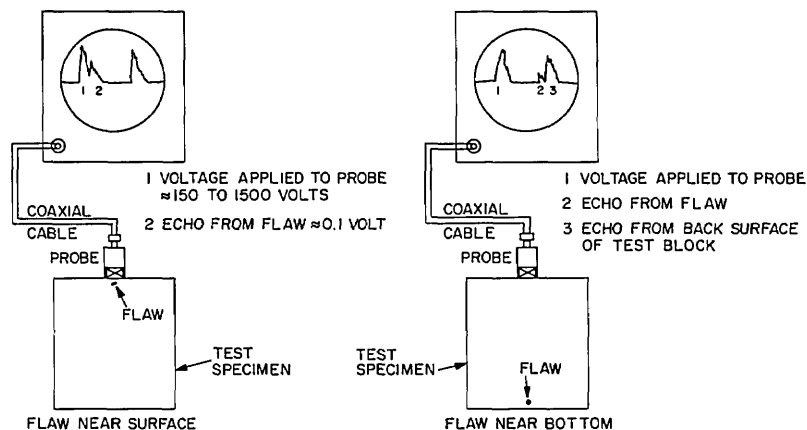 1 2
1 VOLTAGE APPLIED TO PROBE
≈150 TO 1500 VOLTS
2 ECHO FROM FLAW ≈0.1 VOLT
COAXIAL
CABLE
PROBE
FLAW
TEST
SPECIMEN
FLAW NEAR SURFACE
1 2 3
1 VOLTAGE APPLIED TO PROBE
2 ECHO FROM FLAW
3 ECHO FROM BACK SURFACE
OF TEST BLOCK
COAXIAL
CABLE
PROBE
TEST
SPECIMEN
FLAW
FLAW NEAR BOTTOM